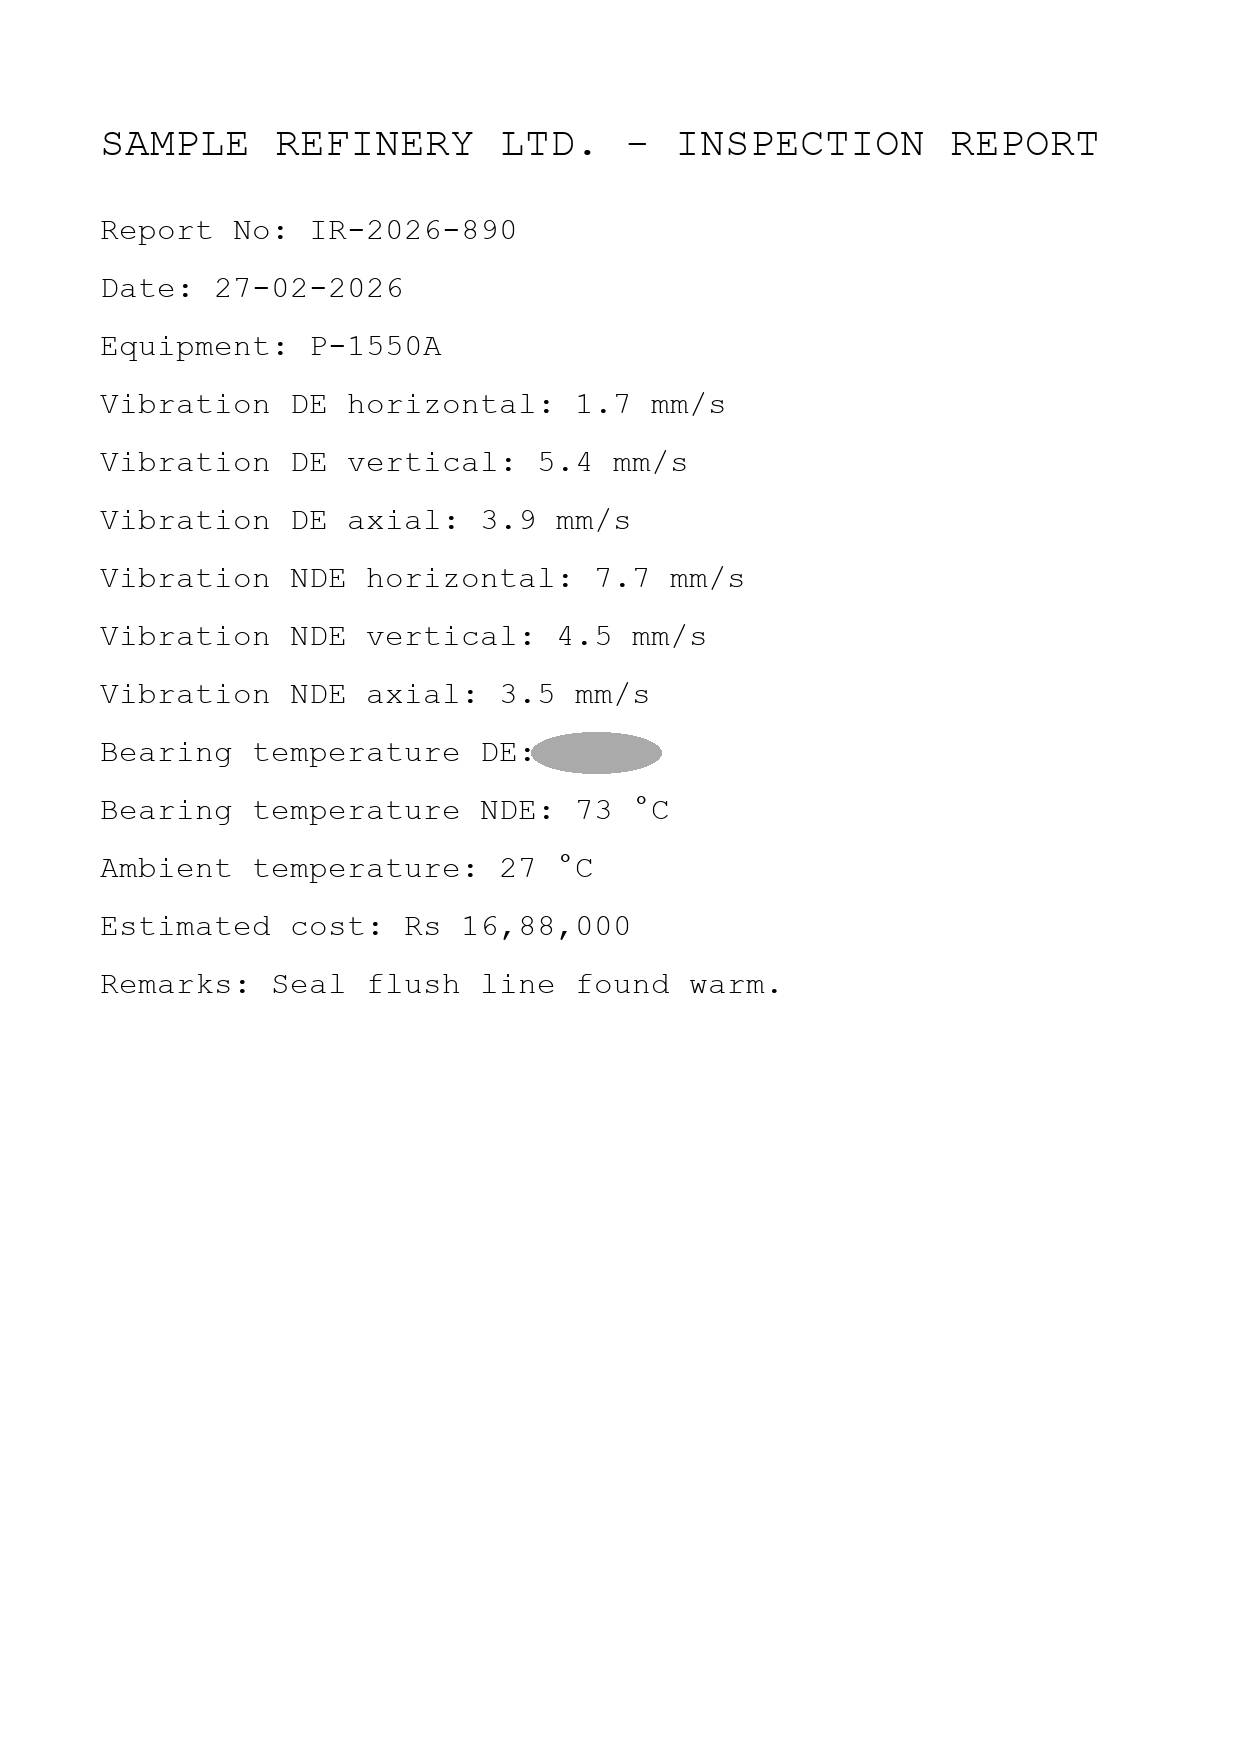 SAMPLE REFINERY LTD. - INSPECTION REPORT
Report No: IR-2026-890
Date: 27-02-2026
Equipment: P-1550A
Vibration DE horizontal: 1.7 mm/s
Vibration DE vertical: 5.4 mm/s
Vibration DE axial: 3.9 mm/s
Vibration NDE horizontal: 7.7 mm/s
Vibration NDE vertical: 4.5 mm/s
Vibration NDE axial: 3.5 mm/s
Bearing temperature DE:
Bearing temperature NDE: 73 °C
Ambient temperature: 27 °C
Estimated cost: Rs 16,88,000
Remarks: Seal flush line found warm.